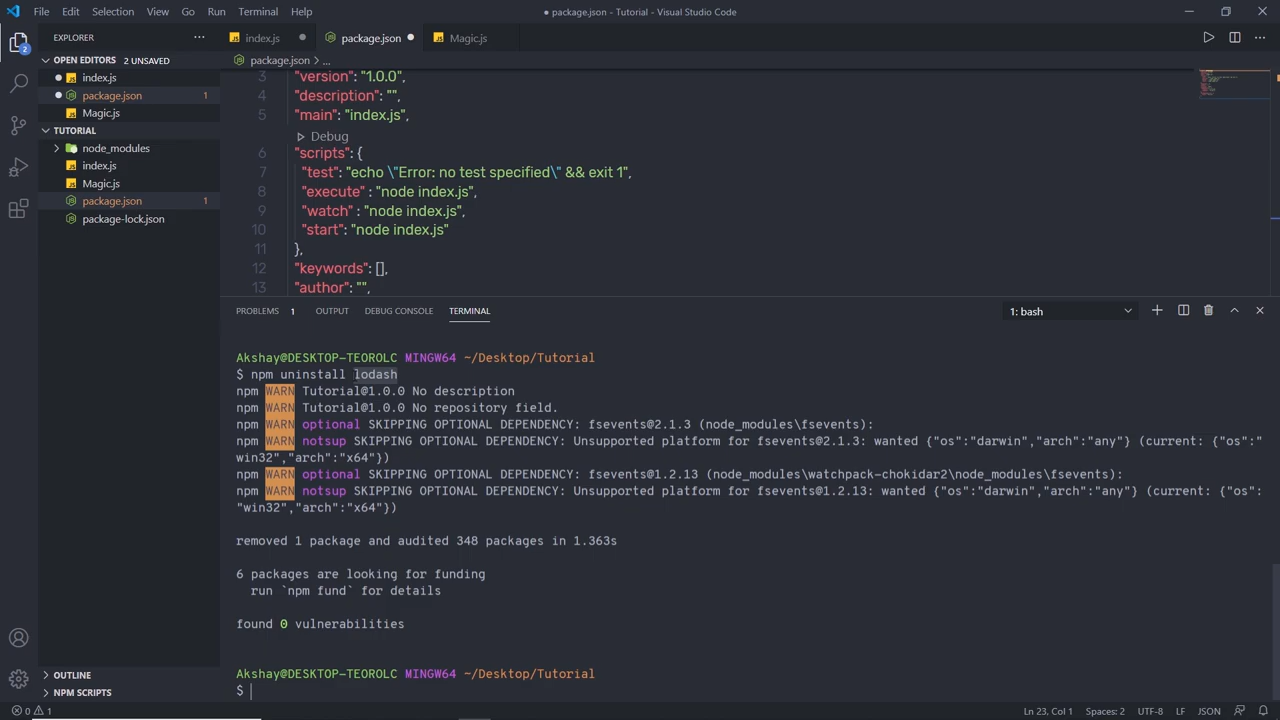 File Edit Selection View Go Run Terminal Help
● package.json - Tutorial - Visual Studio Code
EXPLORER
index.js
package.json
Magic.js
OPEN EDITORS 2 UNSAVED
package.json > ...
index.js
package.json 1
Magic.js
TUTORIAL
node_modules
index.js
Magic.js
package.json 1
package-lock.json
2
3 "version": "1.0.0",
4 "description": "",
5 "main": "index.js",
Debug
6 "scripts": {
7 "test": "echo \"Error: no test specified\" && exit 1",
8 "execute" : "node index.js",
9 "watch" : "node index.js",
10 "start": "node index.js"
11 },
12 "keywords": [],
13 "author": "",
PROBLEMS 1 OUTPUT DEBUG CONSOLE TERMINAL
1: bash
Akshay@DESKTOP-TEOROLC MINGW64 ~/Desktop/Tutorial
$ npm uninstall lodash
npm WARN Tutorial@1.0.0 No description
npm WARN Tutorial@1.0.0 No repository field.
npm WARN optional SKIPPING OPTIONAL DEPENDENCY: fsevents@2.1.3 (node_modules\fsevents):
npm WARN notsup SKIPPING OPTIONAL DEPENDENCY: Unsupported platform for fsevents@2.1.3: wanted {"os":"darwin","arch":"any"} (current: {"os":"
win32","arch":"x64"})
npm WARN optional SKIPPING OPTIONAL DEPENDENCY: fsevents@1.2.13 (node_modules\watchpack-chokidar2\node_modules\fsevents):
npm WARN notsup SKIPPING OPTIONAL DEPENDENCY: Unsupported platform for fsevents@1.2.13: wanted {"os":"darwin","arch":"any"} (current: {"os":
"win32","arch":"x64"})
removed 1 package and audited 348 packages in 1.363s
6 packages are looking for funding
run `npm fund` for details
found 0 vulnerabilities
Akshay@DESKTOP-TEOROLC MINGW64 ~/Desktop/Tutorial
$
OUTLINE
NPM SCRIPTS
0 1
Ln 23, Col 1 Spaces: 2 UTF-8 LF JSON